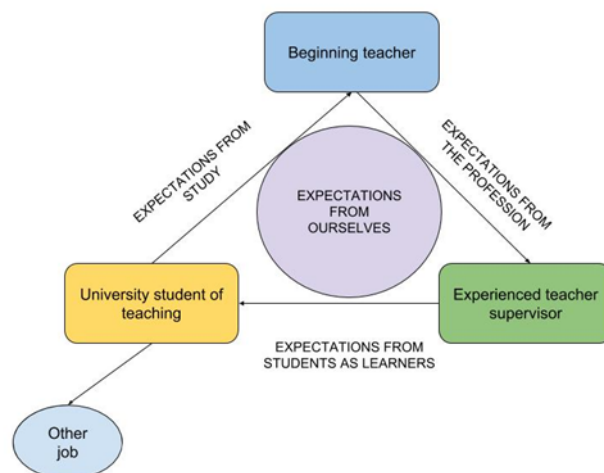 Beginning teacher
EXPECTATIONS FROM
STUDY
EXPECTATIONS FROM
THE PROFESSION
EXPECTATIONS
FROM
OURSELVES
University student of
teaching
Experienced teacher
supervisor
EXPECTATIONS FROM
STUDENTS AS LEARNERS
Other
job